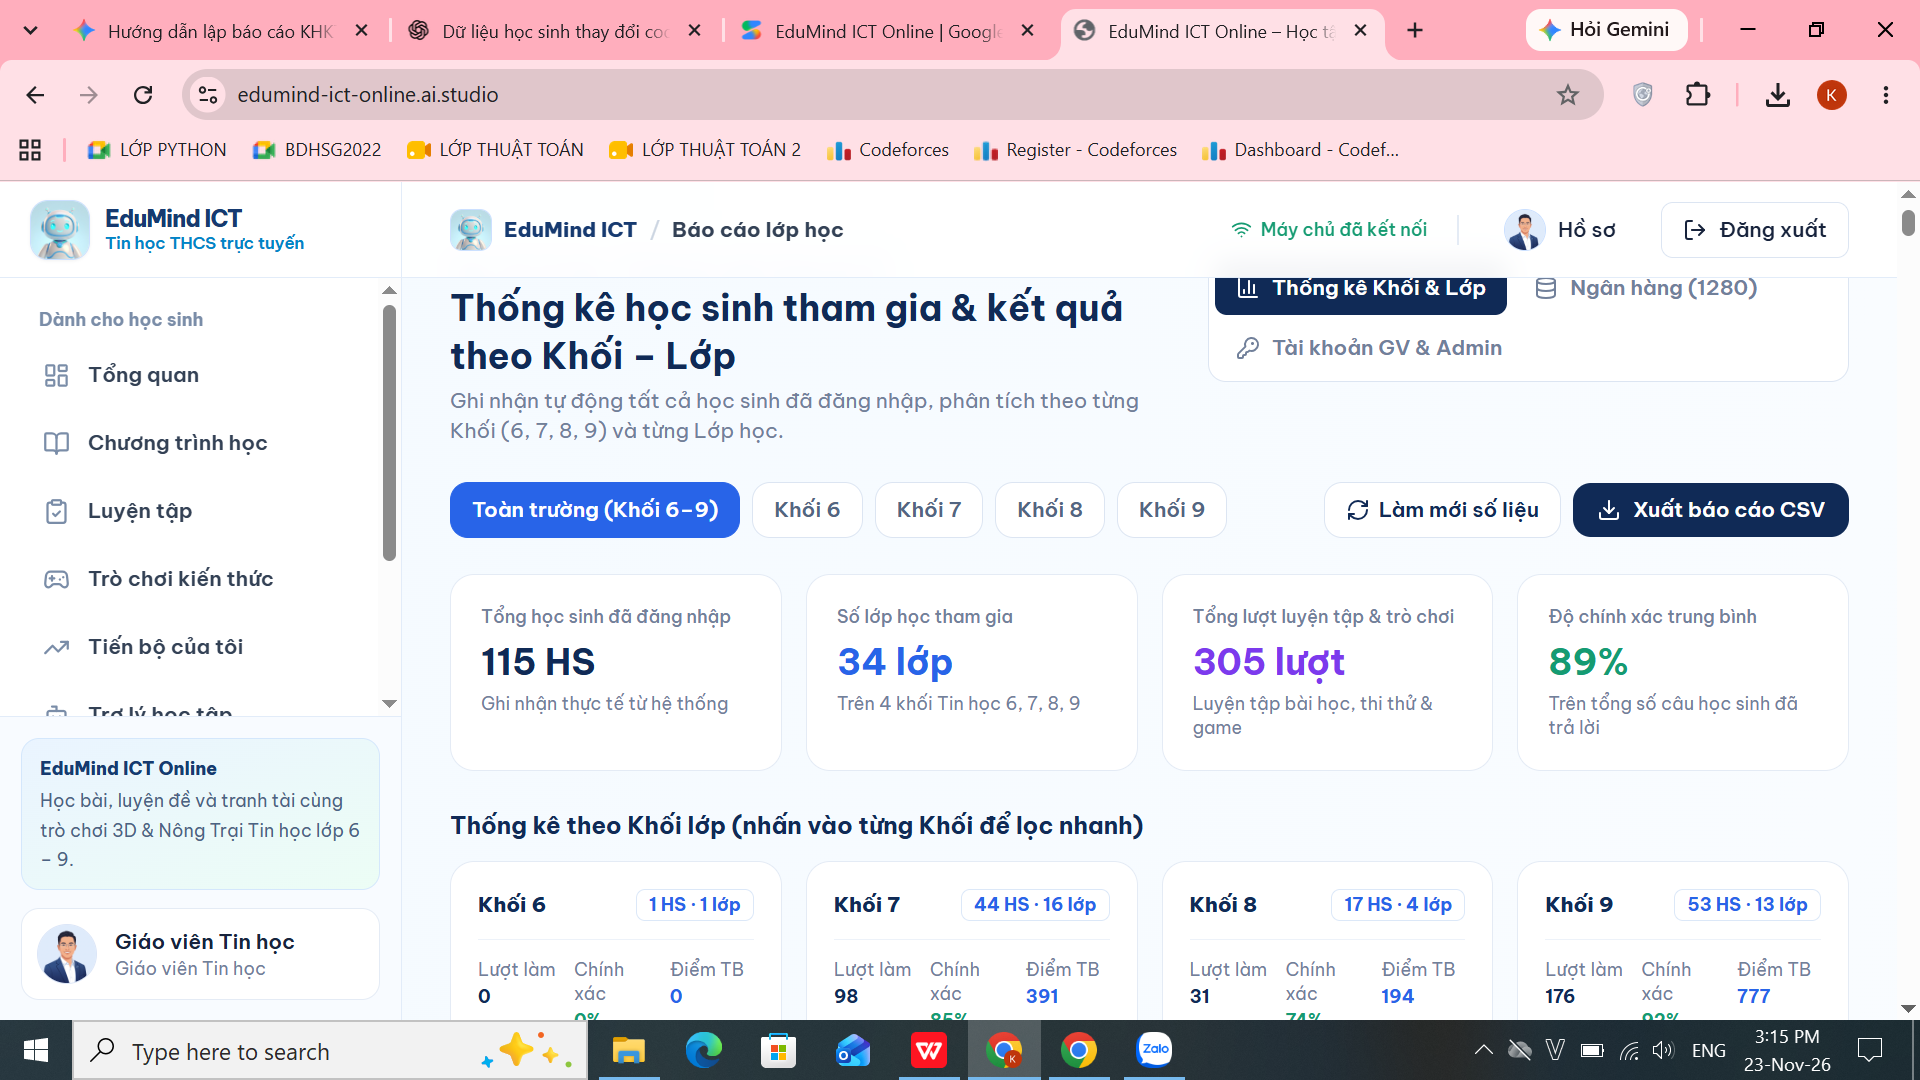 Hướng dẫn lập báo cáo KHK
Dữ liệu học sinh thay đổi cod
EduMind ICT Online | Google
EduMind ICT Online – Học tậ
Hỏi Gemini
edumind-ict-online.ai.studio
K
LỚP PYTHON
BDHSG2022
LỚP THUẬT TOÁN
LỚP THUẬT TOÁN 2
Codeforces
Register - Codeforces
Dashboard - Codef...
EduMind ICT
Tin học THCS trực tuyến
EduMind ICT / Báo cáo lớp học
Máy chủ đã kết nối
Hồ sơ
Đăng xuất
Dành cho học sinh
Tổng quan
Chương trình học
Luyện tập
Trò chơi kiến thức
Tiến bộ của tôi
Trợ lý học tập
EduMind ICT Online
Học bài, luyện đề và tranh tài cùng
trò chơi 3D & Nông Trại Tin học lớp 6
– 9.
Giáo viên Tin học
Giáo viên Tin học
Thống kê học sinh tham gia & kết quả
theo Khối – Lớp
Ghi nhận tự động tất cả học sinh đã đăng nhập, phân tích theo từng
Khối (6, 7, 8, 9) và từng Lớp học.
Thống kê Khối & Lớp
Ngân hàng (1280)
Tài khoản GV & Admin
Toàn trường (Khối 6–9)
Khối 6
Khối 7
Khối 8
Khối 9
Làm mới số liệu
Xuất báo cáo CSV
Tổng học sinh đã đăng nhập
115 HS
Ghi nhận thực tế từ hệ thống
Số lớp học tham gia
34 lớp
Trên 4 khối Tin học 6, 7, 8, 9
Tổng lượt luyện tập & trò chơi
305 lượt
Luyện tập bài học, thi thử &
game
Độ chính xác trung bình
89%
Trên tổng số câu học sinh đã
trả lời
Thống kê theo Khối lớp (nhấn vào từng Khối để lọc nhanh)
Khối 6
1 HS · 1 lớp
Lượt làm
0
Chính
xác
0%
Điểm TB
0
Khối 7
44 HS · 16 lớp
Lượt làm
98
Chính
xác
85%
Điểm TB
391
Khối 8
17 HS · 4 lớp
Lượt làm
31
Chính
xác
74%
Điểm TB
194
Khối 9
53 HS · 13 lớp
Lượt làm
176
Chính
xác
92%
Điểm TB
777
Type here to search
Zalo
ENG
3:15 PM
23-Nov-26